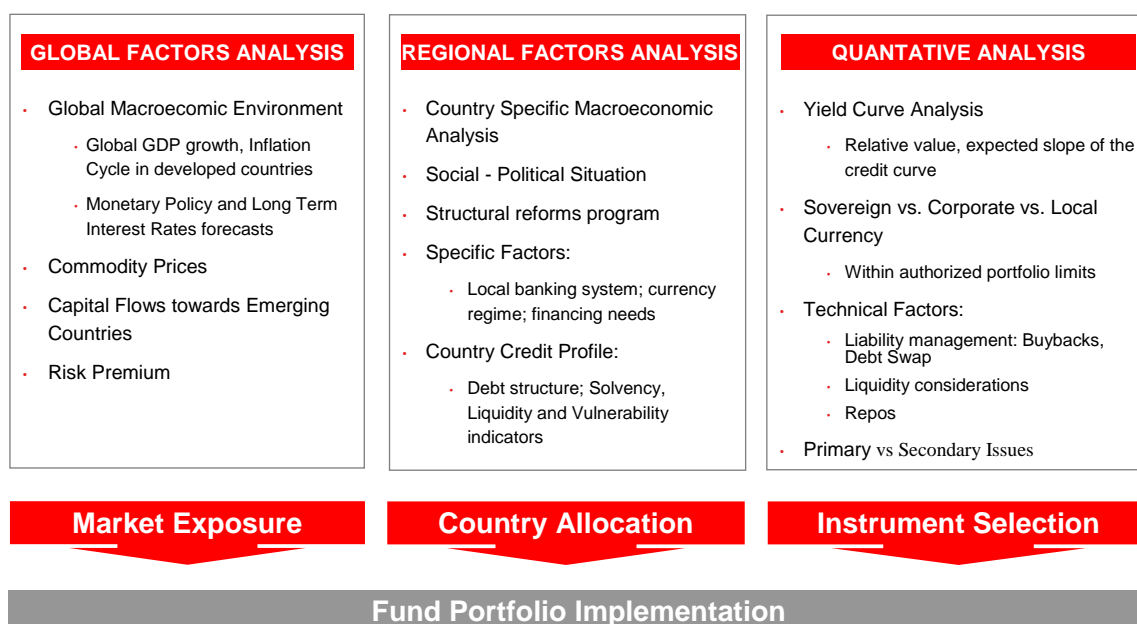 GLOBAL FACTORS ANALYSIS
Global Macroecomic Environment
Global GDP growth, Inflation
Cycle in developed countries
Monetary Policy and Long Term
Interest Rates forecasts
Commodity Prices
Capital Flows towards Emerging
Countries
Risk Premium
Market Exposure
REGIONAL FACTORS ANALYSIS
Country Specific Macroeconomic
Analysis
Social - Political Situation
Structural reforms program
Specific Factors:
Local banking system; currency
regime; financing needs
Country Credit Profile:
Debt structure; Solvency,
Liquidity and Vulnerability
indicators
Country Allocation
QUANTATIVE ANALYSIS
Yield Curve Analysis
Relative value, expected slope of the
credit curve
Sovereign vs. Corporate vs. Local
Currency
Within authorized portfolio limits
Technical Factors:
Liability management: Buybacks,
Debt Swap
Liquidity considerations
Repos
Primary vs Secondary Issues
Instrument Selection
Fund Portfolio Implementation